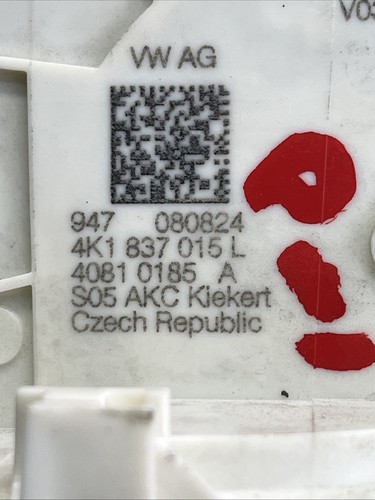 VW AG
947 080824
4K1 837 015 L
4081 0185 A
S05 AKC Kiekert
Czech Republic